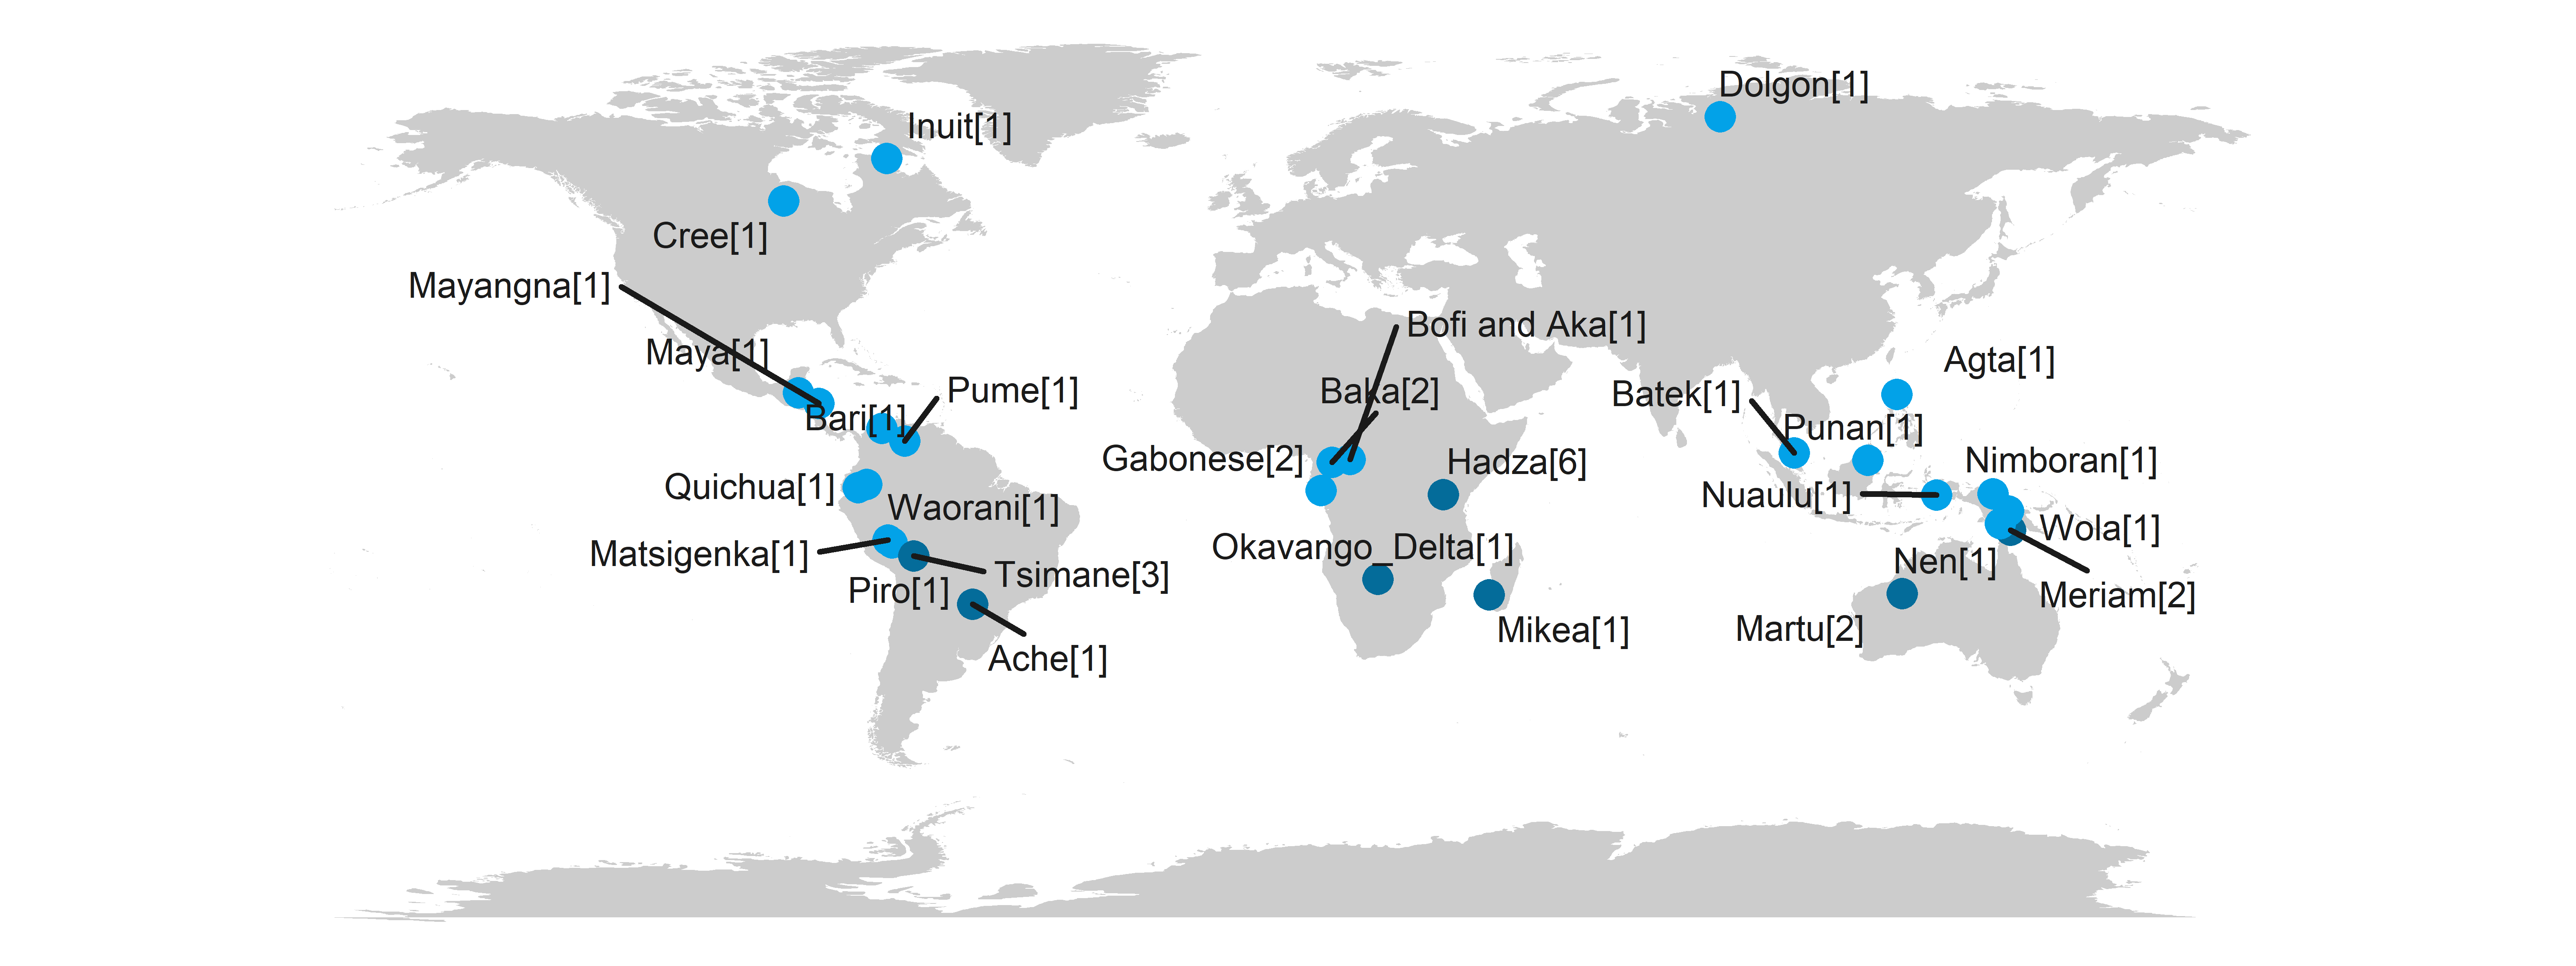 Dolgon[1]
Inuit[1]
Cree[1]
Mayangna[1]
Bofi and Aka[1]
Maya[1]
Agta[1]
Pume[1]
Baka[2]
Batek[1]
Bari[1]
Punan[1]
Gabonese[2]
Hadza[6]
Nimboran[1]
Quichua[1]
Nuaulu[1]
Waorani[1]
Wola[1]
Okavango_Delta[1]
Matsigenka[1]
Nen[1]
Tsimane[3]
Piro[1]
Meriam[2]
Mikea[1]
Martu[2]
Ache[1]